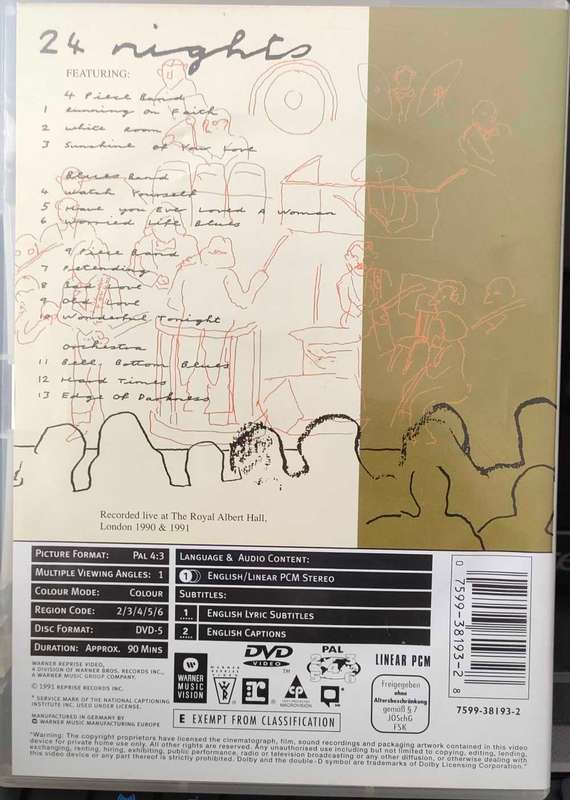 24 nights
FEATURING:
4 Piece Band
1 Running on Faith
2 White Room
3 Sunshine of Your Love
Blues Band
4 Watch Yourself
5 Have you Ever Loved A Woman
6 Worried Life Blues
9 Piece Band
7 Pretending
8 Bad Love
9 Old Love
10 Wonderful Tonight
Orchestra
11 Bell Bottom Blues
12 Hard Times
13 Edge of Darkness
Recorded live at The Royal Albert Hall,
London 1990 & 1991
PICTURE FORMAT: PAL 4:3
MULTIPLE VIEWING ANGLES: 1
COLOUR MODE: COLOUR
REGION CODE: 2/3/4/5/6
DISC FORMAT: DVD-5
DURATION: APPROX. 90 MINS
LANGUAGE & AUDIO CONTENT:
1 ENGLISH/LINEAR PCM STEREO
SUBTITLES:
1 ENGLISH LYRIC SUBTITLES
2 ENGLISH CAPTIONS
0 7599-38193-2 8
7599-38193-2
WARNER REPRISE VIDEO,
A DIVISION OF WARNER BROS. RECORDS INC.,
A WARNER MUSIC GROUP COMPANY.
© 1991 REPRISE RECORDS INC.
* SERVICE MARK OF THE NATIONAL CAPTIONING
INSTITUTE INC. USED UNDER LICENSE.
MANUFACTURED IN GERMANY BY
WARNER MUSIC MANUFACTURING EUROPE
WARNER
MUSIC
VISION
DVD
VIDEO
TM
PAL
LINEAR PCM
MACROVISION
E EXEMPT FROM CLASSIFICATION
Freigegeben
ohne
Altersbeschränkung
gemäß § 7
JÖSchG
FSK
"Warning: The copyright proprietors have licensed the cinematograph, film, sound recordings and packaging artwork contained in this video
device for private home use only. All other rights are reserved. Any unauthorised use including but not limited to copying, editing, lending,
exchanging, renting, hiring, exhibiting, public performance, radio or television broadcasting or any other diffusion, or otherwise dealing with
this video device or any part thereof is strictly prohibited. Dolby and the double-D symbol are trademarks of Dolby Licensing Corporation."